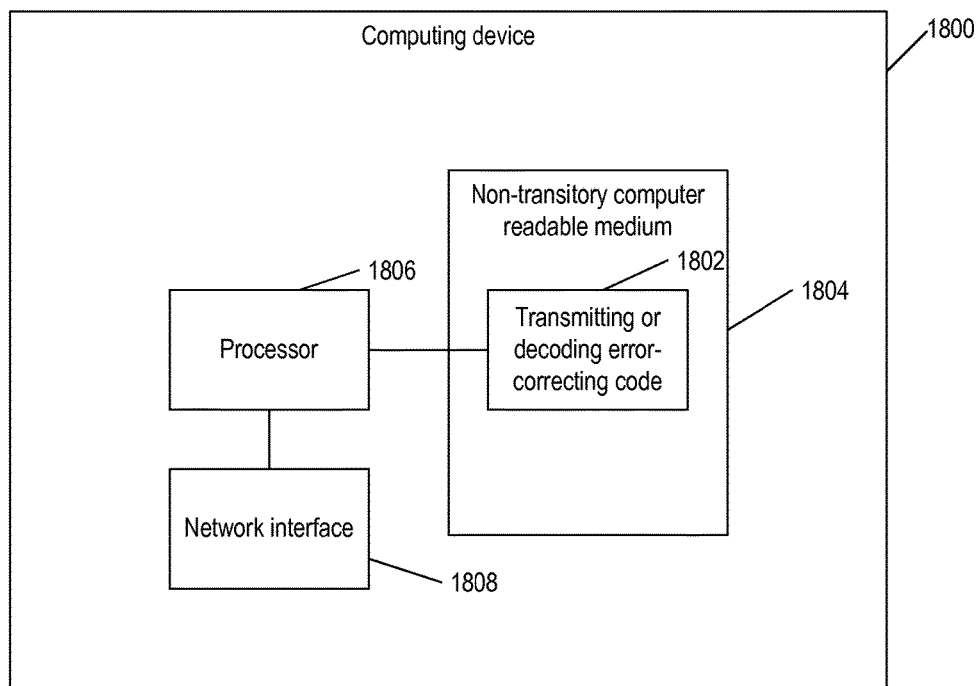 Computing device
1800
Non-transitory computer
readable medium
1806
1802
1804
Processor
Transmitting or
decoding error-
correcting code
Network interface
1808